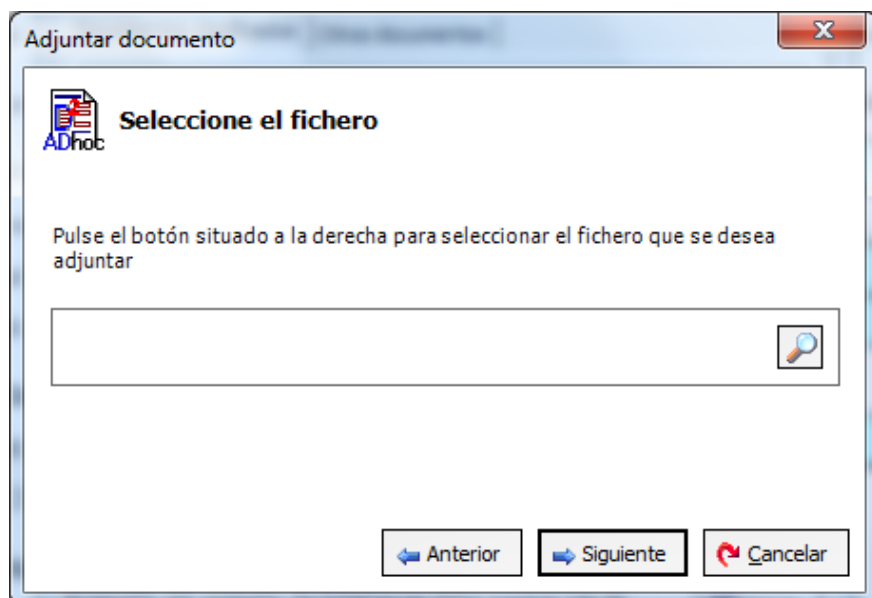 Adjuntar documento
ADhoc
Seleccione el fichero
Pulse el botón situado a la derecha para seleccionar el fichero que se desea
adjuntar
Anterior
Siguiente
Cancelar